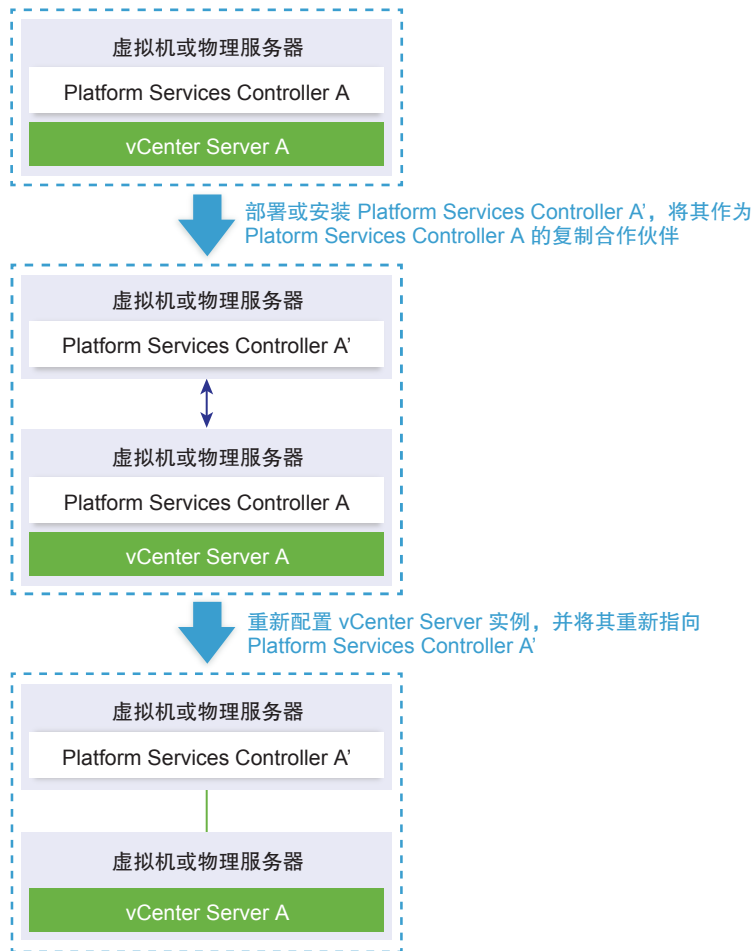 虚拟机或物理服务器
Platform Services Controller A
vCenter Server A
部署或安装 Platform Services Controller A’，将其作为
Platorm Services Controller A 的复制合作伙伴
虚拟机或物理服务器
Platform Services Controller A’
虚拟机或物理服务器
Platform Services Controller A
vCenter Server A
重新配置 vCenter Server 实例，并将其重新指向
Platform Services Controller A’
虚拟机或物理服务器
Platform Services Controller A’
虚拟机或物理服务器
vCenter Server A